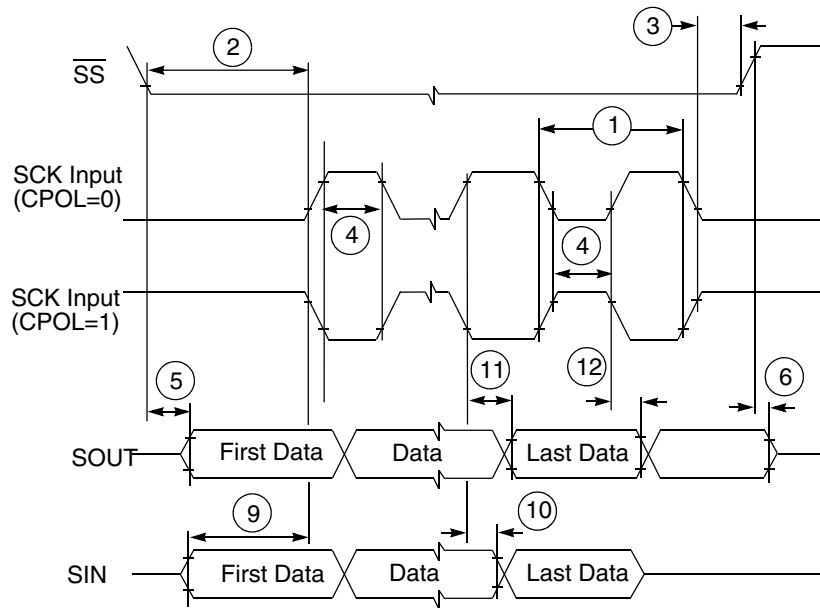 3
2
SS
1
SCK Input
(CPOL=0)
4
4
SCK Input
(CPOL=1)
5
11
12
6
SOUT
First Data
Data
Last Data
9
10
SIN
First Data
Data
Last Data